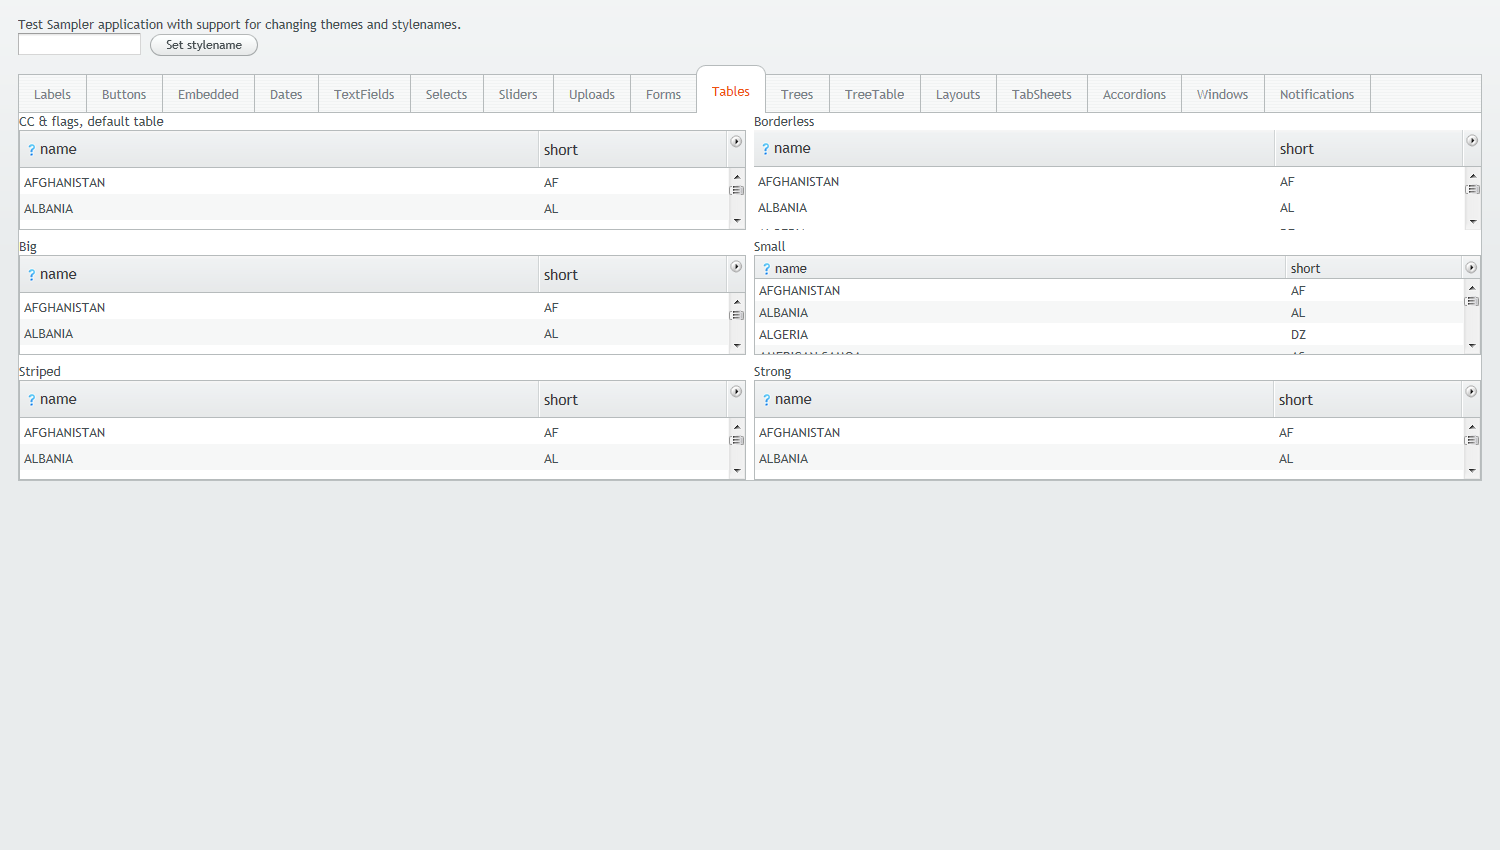 Test Sampler application with support for changing themes and stylenames.
Set stylename
Labels Buttons Embedded Dates TextFields Selects Sliders Uploads Forms Tables Trees TreeTable Layouts TabSheets Accordions Windows Notifications
CC & flags, default table
? name short
AFGHANISTAN AF
ALBANIA AL
Borderless
? name short
AFGHANISTAN AF
ALBANIA AL
Big
? name short
AFGHANISTAN AF
ALBANIA AL
Small
? name short
AFGHANISTAN AF
ALBANIA AL
ALGERIA DZ
Striped
? name short
AFGHANISTAN AF
ALBANIA AL
Strong
? name short
AFGHANISTAN AF
ALBANIA AL